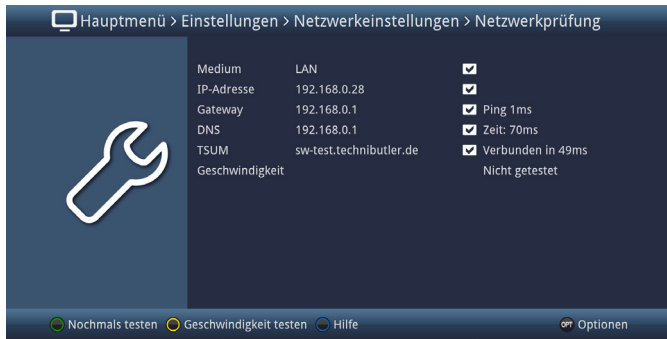 Hauptmenü > Einstellungen > Netzwerkeinstellungen > Netzwerkprüfung
Medium LAN
IP-Adresse 192.168.0.28
Gateway 192.168.0.1 Ping 1ms
DNS 192.168.0.1 Zeit: 70ms
TSUM sw-test.technibutler.de Verbunden in 49ms
Geschwindigkeit Nicht getestet
Nochmals testen Geschwindigkeit testen Hilfe OPT Optionen